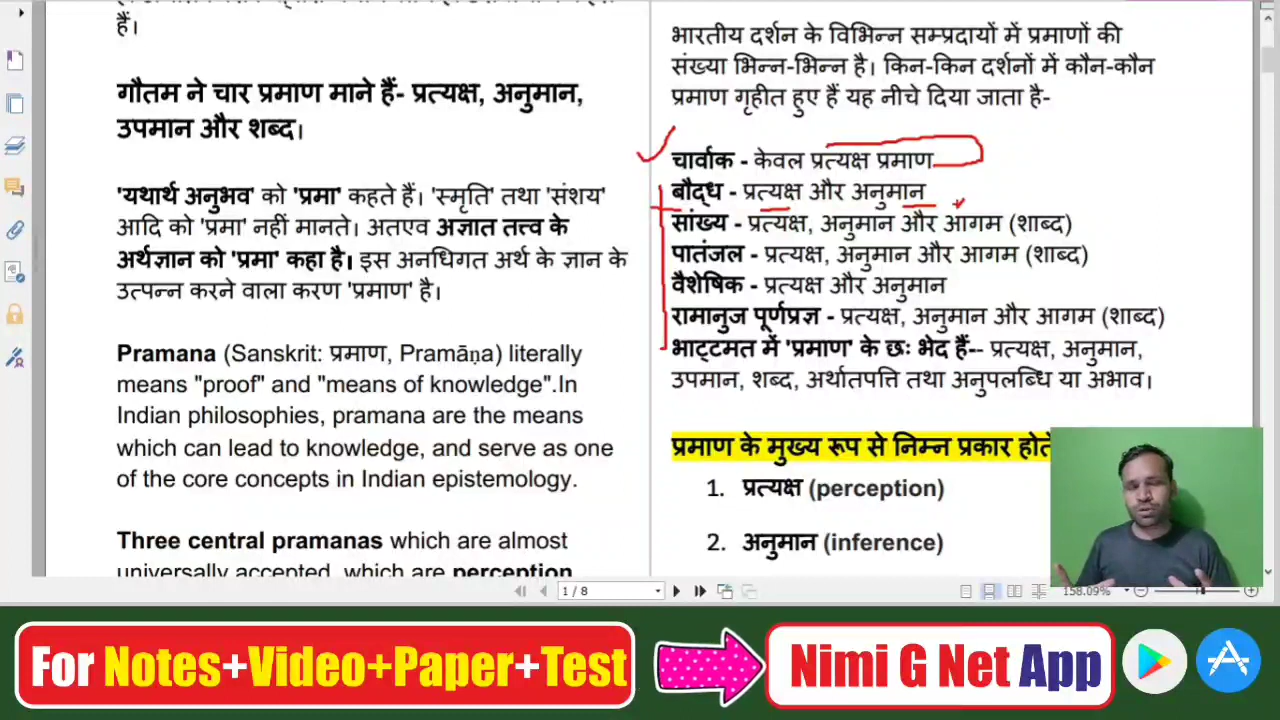 हैं।
गौतम ने चार प्रमाण माने हैं- प्रत्यक्ष, अनुमान,
उपमान और शब्द।
'यथार्थ अनुभव' को 'प्रमा' कहते हैं। 'स्मृति' तथा 'संशय'
आदि को 'प्रमा' नहीं मानते। अतएव अज्ञात तत्त्व के
अर्थज्ञान को 'प्रमा' कहा है। इस अनधिगत अर्थ के ज्ञान के
उत्पन्न करने वाला करण 'प्रमाण' है।
Pramana (Sanskrit: प्रमाण, Pramāṇa) literally
means "proof" and "means of knowledge".In
Indian philosophies, pramana are the means
which can lead to knowledge, and serve as one
of the core concepts in Indian epistemology.
Three central pramanas which are almost
universally accepted, which are perception
भारतीय दर्शन के विभिन्न सम्प्रदायों में प्रमाणों की
संख्या भिन्न-भिन्न है। किन-किन दर्शनों में कौन-कौन
प्रमाण गृहीत हुए हैं यह नीचे दिया जाता है-
चार्वाक - केवल प्रत्यक्ष प्रमाण
बौद्ध - प्रत्यक्ष और अनुमान
सांख्य - प्रत्यक्ष, अनुमान और आगम (शाब्द)
पातंजल - प्रत्यक्ष, अनुमान और आगम (शाब्द)
वैशेषिक - प्रत्यक्ष और अनुमान
रामानुज पूर्णप्रज्ञ - प्रत्यक्ष, अनुमान और आगम (शाब्द)
भाट्टमत में 'प्रमाण' के छः भेद हैं-- प्रत्यक्ष, अनुमान,
उपमान, शब्द, अर्थातपत्ति तथा अनुपलब्धि या अभाव।
प्रमाण के मुख्य रूप से निम्न प्रकार होते
1. प्रत्यक्ष (perception)
2. अनुमान (inference)
1 / 8
158.09%
For Notes+Video+Paper+Test
Nimi G Net App